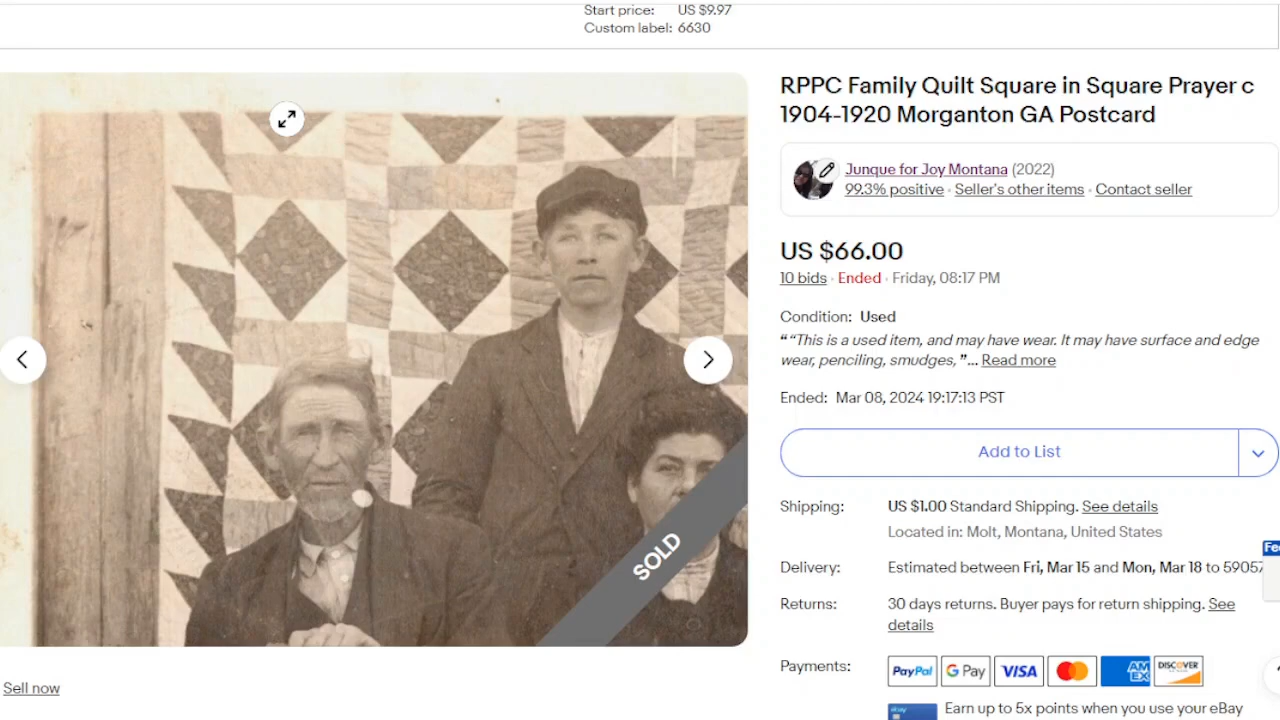 Start price: US $9.97
Custom label: 6630
RPPC Family Quilt Square in Square Prayer c
1904-1920 Morganton GA Postcard
Junque for Joy Montana (2022)
99.3% positive · Seller's other items · Contact seller
US $66.00
10 bids · Ended · Friday, 08:17 PM
Condition: Used
“ “This is a used item, and may have wear. It may have surface and edge
wear, penciling, smudges, ”... Read more
Ended: Mar 08, 2024 19:17:13 PST
Add to List
Shipping: US $1.00 Standard Shipping. See details
Located in: Molt, Montana, United States
Delivery: Estimated between Fri, Mar 15 and Mon, Mar 18 to 59057
Returns: 30 days returns. Buyer pays for return shipping. See
details
Payments: PayPal G Pay VISA AM EX DISCOVER
ebay Earn up to 5x points when you use your eBay
SOLD
Sell now